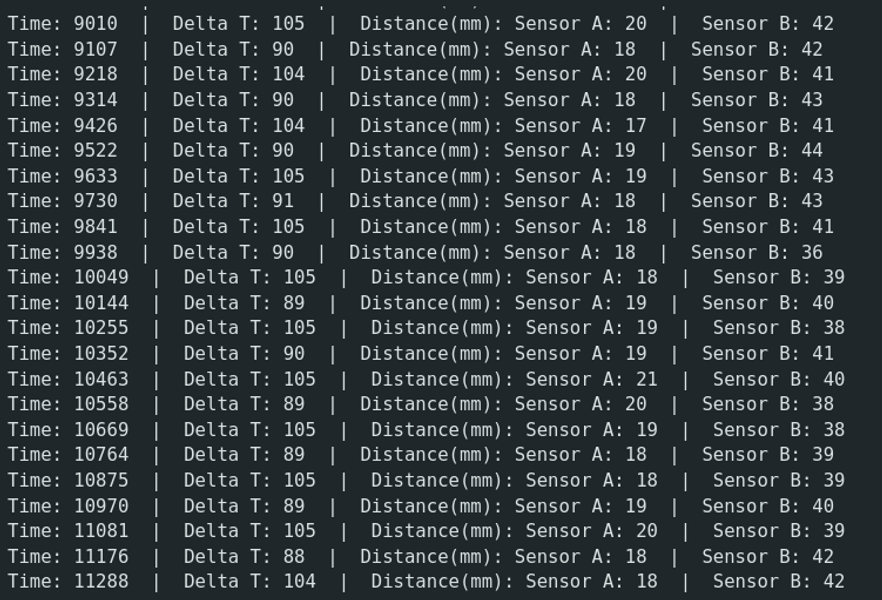 Time: 9010  |  Delta T: 105  |  Distance(mm): Sensor A: 20  |  Sensor B: 42
Time: 9107  |  Delta T: 90  |  Distance(mm): Sensor A: 18  |  Sensor B: 42
Time: 9218  |  Delta T: 104  |  Distance(mm): Sensor A: 20  |  Sensor B: 41
Time: 9314  |  Delta T: 90  |  Distance(mm): Sensor A: 18  |  Sensor B: 43
Time: 9426  |  Delta T: 104  |  Distance(mm): Sensor A: 17  |  Sensor B: 41
Time: 9522  |  Delta T: 90  |  Distance(mm): Sensor A: 19  |  Sensor B: 44
Time: 9633  |  Delta T: 105  |  Distance(mm): Sensor A: 19  |  Sensor B: 43
Time: 9730  |  Delta T: 91  |  Distance(mm): Sensor A: 18  |  Sensor B: 43
Time: 9841  |  Delta T: 105  |  Distance(mm): Sensor A: 18  |  Sensor B: 41
Time: 9938  |  Delta T: 90  |  Distance(mm): Sensor A: 18  |  Sensor B: 36
Time: 10049  |  Delta T: 105  |  Distance(mm): Sensor A: 18  |  Sensor B: 39
Time: 10144  |  Delta T: 89  |  Distance(mm): Sensor A: 19  |  Sensor B: 40
Time: 10255  |  Delta T: 105  |  Distance(mm): Sensor A: 19  |  Sensor B: 38
Time: 10352  |  Delta T: 90  |  Distance(mm): Sensor A: 19  |  Sensor B: 41
Time: 10463  |  Delta T: 105  |  Distance(mm): Sensor A: 21  |  Sensor B: 40
Time: 10558  |  Delta T: 89  |  Distance(mm): Sensor A: 20  |  Sensor B: 38
Time: 10669  |  Delta T: 105  |  Distance(mm): Sensor A: 19  |  Sensor B: 38
Time: 10764  |  Delta T: 89  |  Distance(mm): Sensor A: 18  |  Sensor B: 39
Time: 10875  |  Delta T: 105  |  Distance(mm): Sensor A: 18  |  Sensor B: 39
Time: 10970  |  Delta T: 89  |  Distance(mm): Sensor A: 19  |  Sensor B: 40
Time: 11081  |  Delta T: 105  |  Distance(mm): Sensor A: 20  |  Sensor B: 39
Time: 11176  |  Delta T: 88  |  Distance(mm): Sensor A: 18  |  Sensor B: 42
Time: 11288  |  Delta T: 104  |  Distance(mm): Sensor A: 18  |  Sensor B: 42